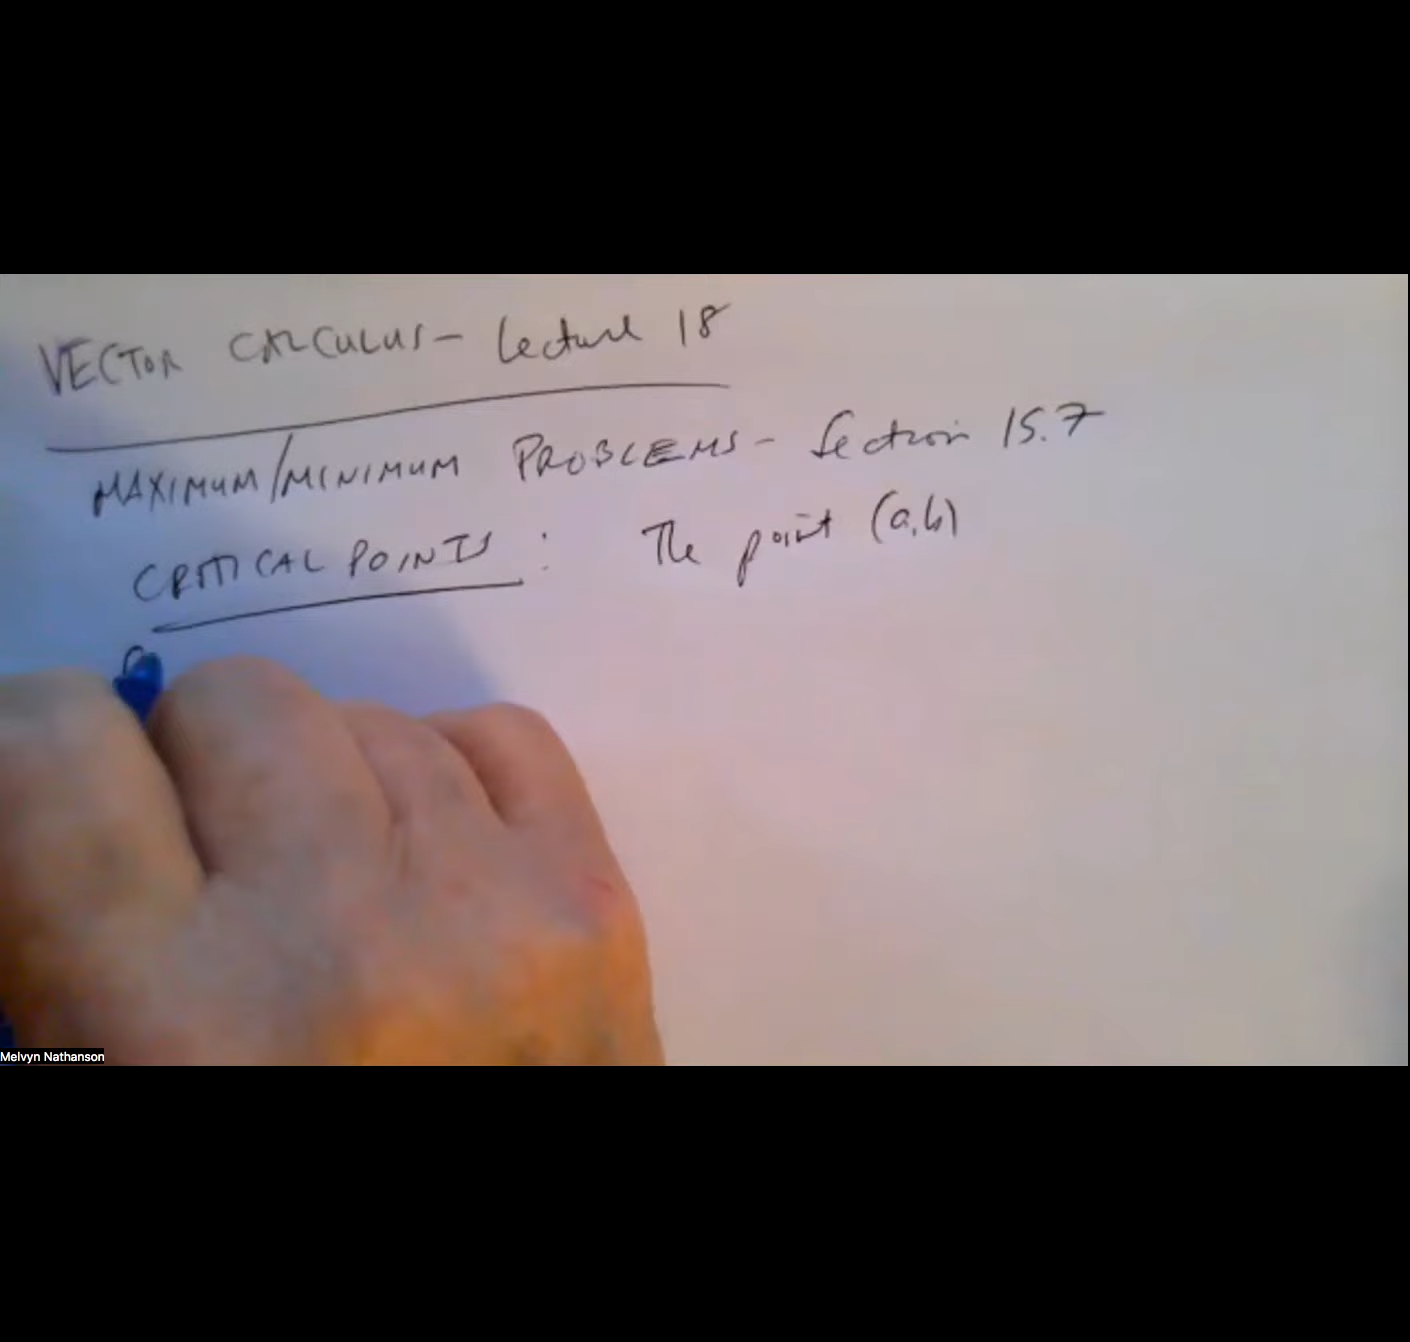 VECTOR CALCULUS - Lecture 18
MAXIMUM/MINIMUM PROBLEMS - Section 15.7
CRITICAL POINTS : The point (a,b)
Melvyn Nathanson